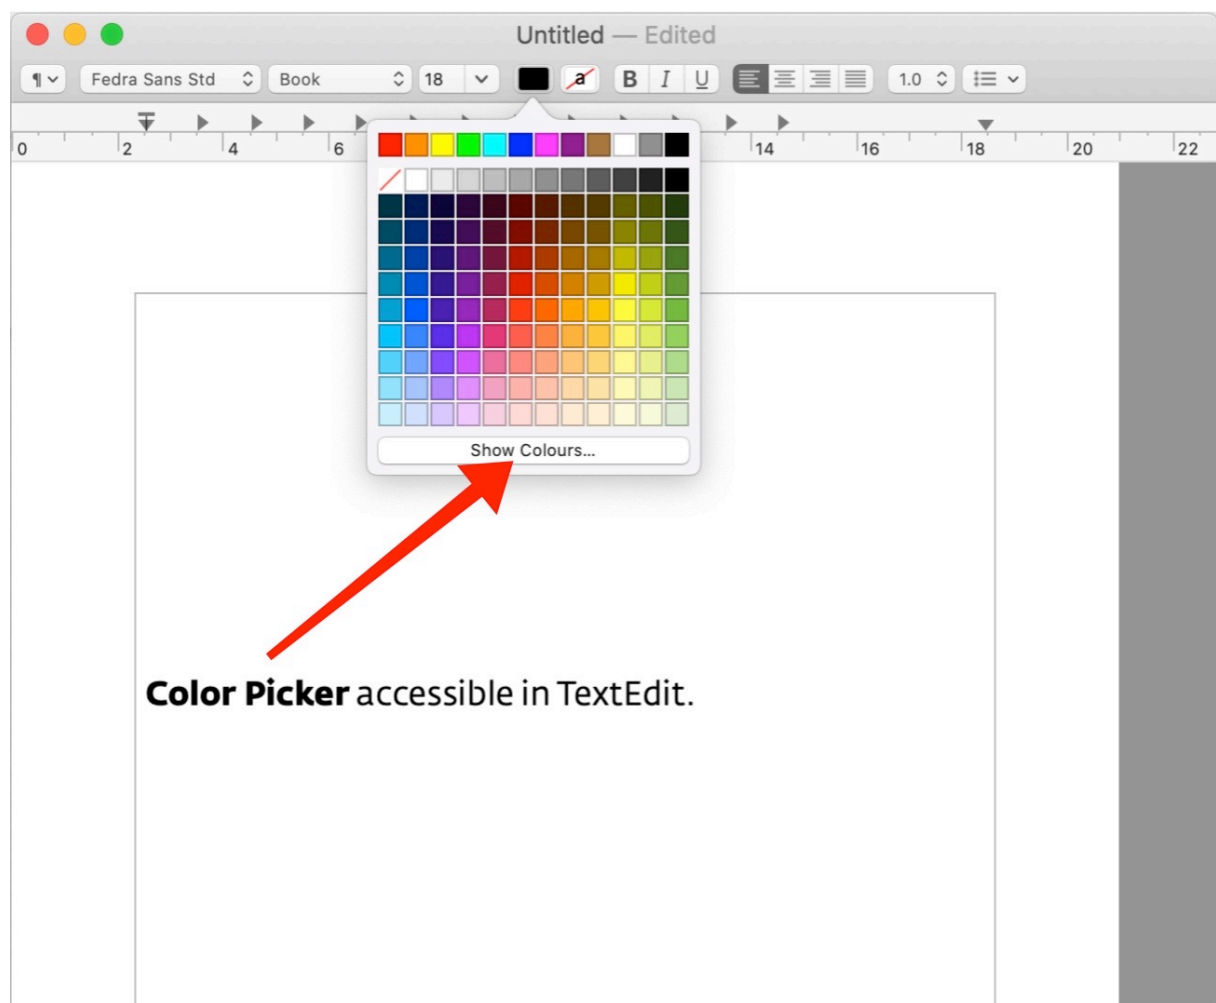 Untitled — Edited
¶ Fedra Sans Std Book 18 a B I U 1.0
0 2 4 6 14 16 18 20 22
Show Colours...
Color Picker accessible in TextEdit.